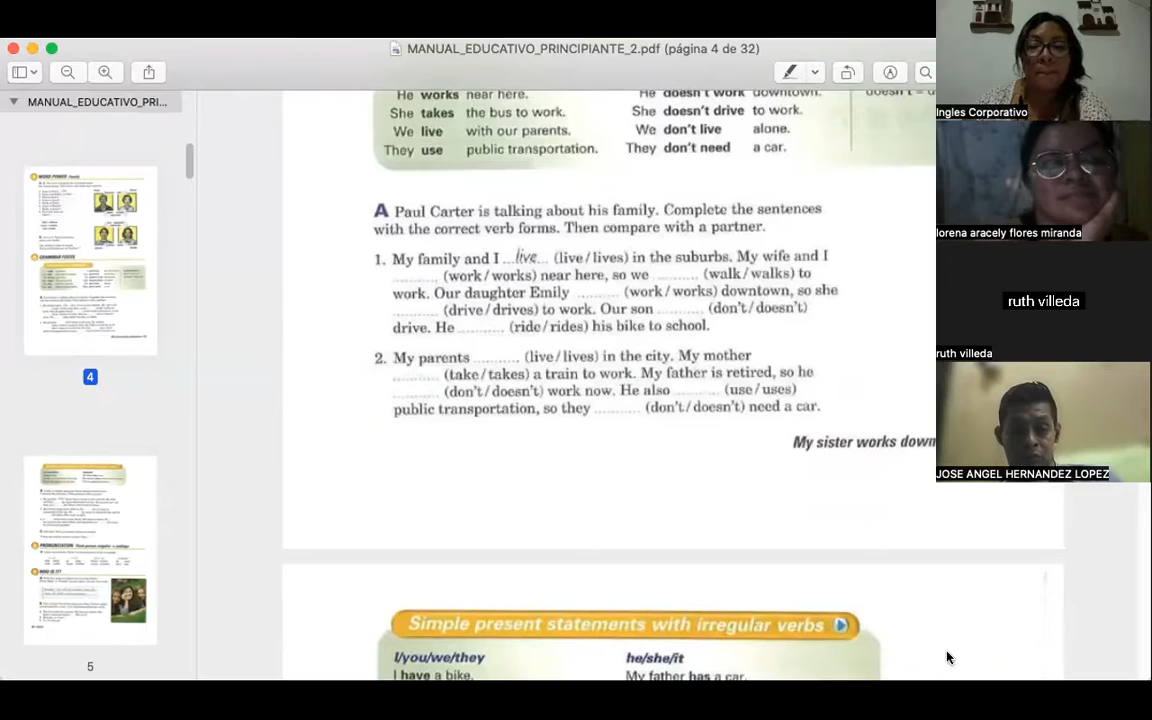 MANUAL_EDUCATIVO_PRINCIPIANTE_2.pdf (página 4 de 32)
MANUAL_EDUCATIVO_PRI...
4
5
He works near here.
She takes the bus to work.
We live with our parents.
They use public transportation.
He doesn't work downtown.
She doesn't drive to work.
We don't live alone.
They don't need a car.
A Paul Carter is talking about his family. Complete the sentences
with the correct verb forms. Then compare with a partner.
1. My family and I ...live... (live/lives) in the suburbs. My wife and I
.......... (work/works) near here, so we .......... (walk/walks) to
work. Our daughter Emily .......... (work/works) downtown, so she
.......... (drive/drives) to work. Our son .......... (don't/doesn't)
drive. He .......... (ride/rides) his bike to school.
2. My parents .......... (live/lives) in the city. My mother
.......... (take/takes) a train to work. My father is retired, so he
.......... (don't/doesn't) work now. He also .......... (use/uses)
public transportation, so they .......... (don't/doesn't) need a car.
My sister works down
Simple present statements with irregular verbs
I/you/we/they
he/she/it
I have a bike.
My father has a car.
Ingles Corporativo
lorena aracely flores miranda
ruth villeda
ruth villeda
JOSE ANGEL HERNANDEZ LOPEZ